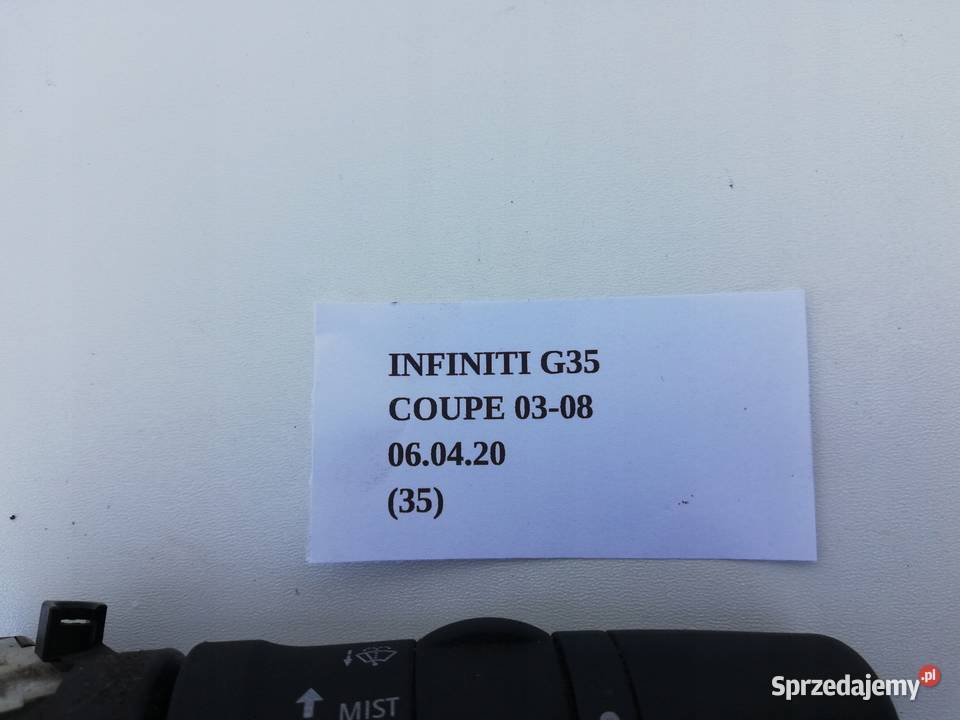 INFINITI G35
COUPE 03-08
06.04.20
(35)
MIST
Sprzedajemy.pl